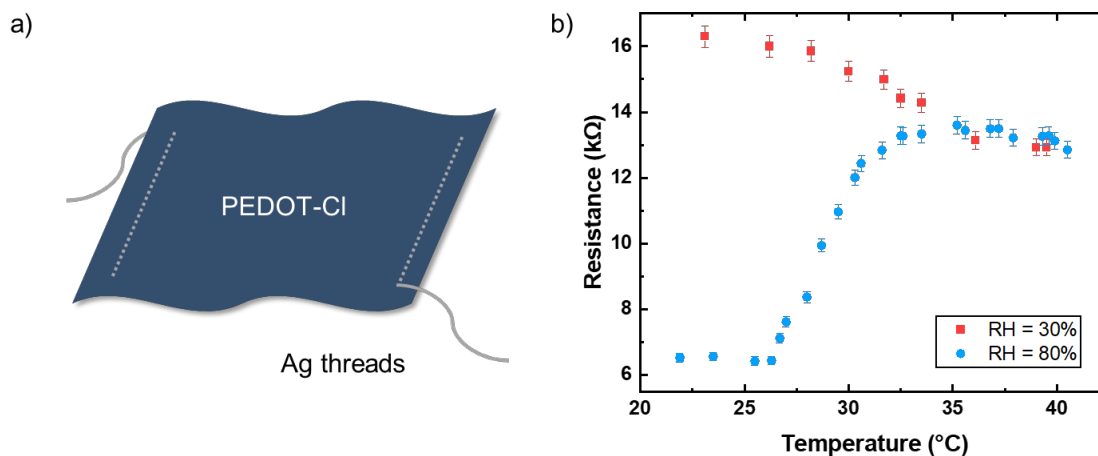 a)
PEDOT-Cl
Ag threads
b)
Resistance (kΩ)
16
14
12
10
8
6
20
25
30
35
40
Temperature (°C)
RH = 30%
RH = 80%